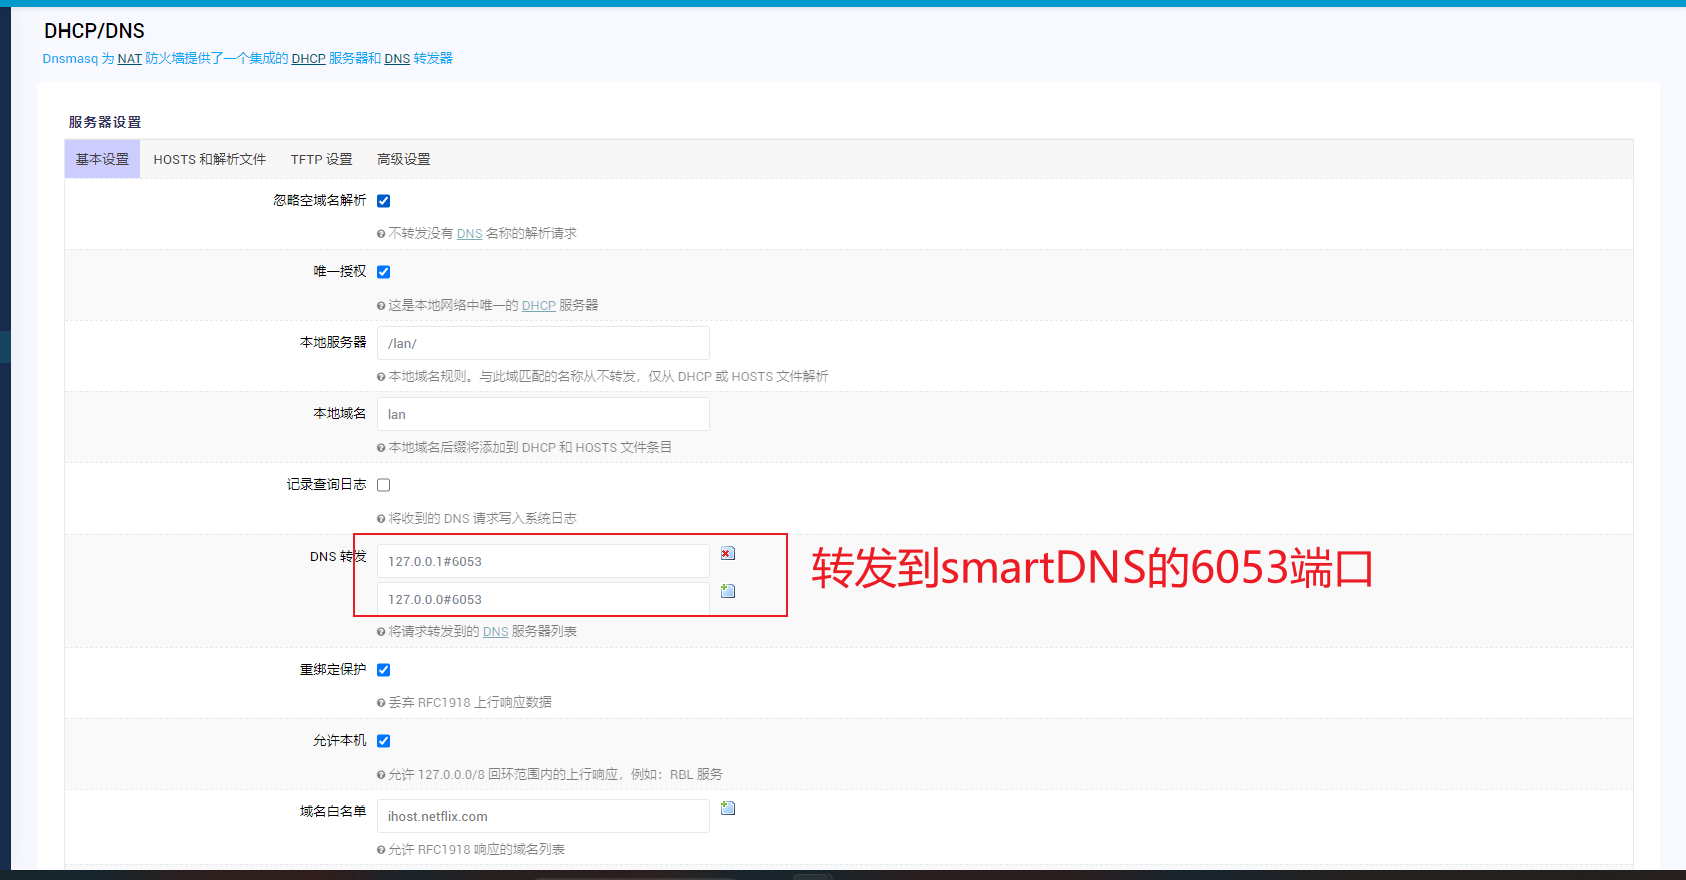 DHCP/DNS
Dnsmasq 为 NAT 防火墙提供了一个集成的 DHCP 服务器和 DNS 转发器
服务器设置
基本设置 HOSTS 和解析文件 TFTP 设置 高级设置
忽略空域名解析
不转发没有 DNS 名称的解析请求
唯一授权
这是本地网络中唯一的 DHCP 服务器
本地服务器 /lan/
本地域名规则。与此域匹配的名称从不转发，仅从 DHCP 或 HOSTS 文件解析
本地域名 lan
本地域名后缀将添加到 DHCP 和 HOSTS 文件条目
记录查询日志
将收到的 DNS 请求写入系统日志
DNS 转发 127.0.0.1#6053
转发到smartDNS的6053端口
127.0.0.0#6053
将请求转发到的 DNS 服务器列表
重绑定保护
丢弃 RFC1918 上行响应数据
允许本机
允许 127.0.0.0/8 回环范围内的上行响应，例如：RBL 服务
域名白名单 ihost.netflix.com
允许 RFC1918 响应的域名列表